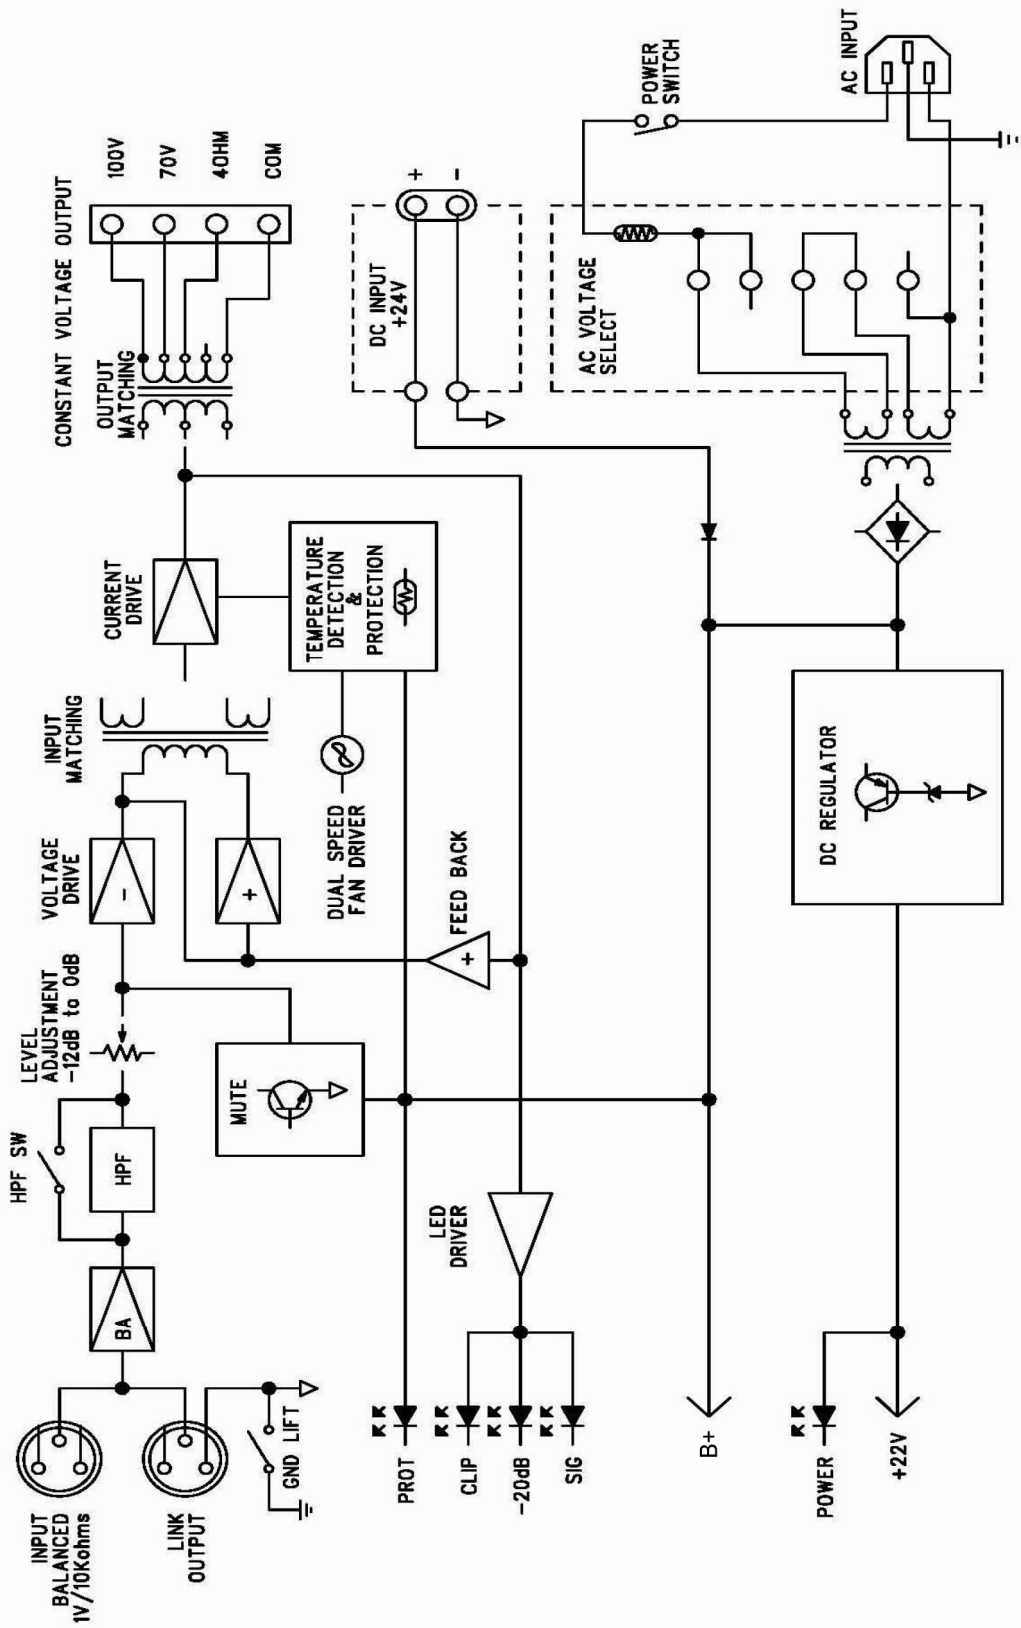 INPUT
BALANCED
1V/10Kohms
LINK
OUTPUT
GND LIFT
BA
HPF SW
HPF
LEVEL
ADJUSTMENT
-12dB to 0dB
MUTE
VOLTAGE
DRIVE
-
+
INPUT
MATCHING
CURRENT
DRIVE
TEMPERATURE
DETECTION
&
PROTECTION
DUAL SPEED
FAN DRIVER
FEED BACK
+
OUTPUT
MATCHING
CONSTANT VOLTAGE OUTPUT
100V
70V
4OHM
COM
PROT
CLIP
-20dB
SIG
LED
DRIVER
DC INPUT
+24V
+
-
AC VOLTAGE
SELECT
POWER
SWITCH
AC INPUT
B+
DC REGULATOR
POWER
+22V